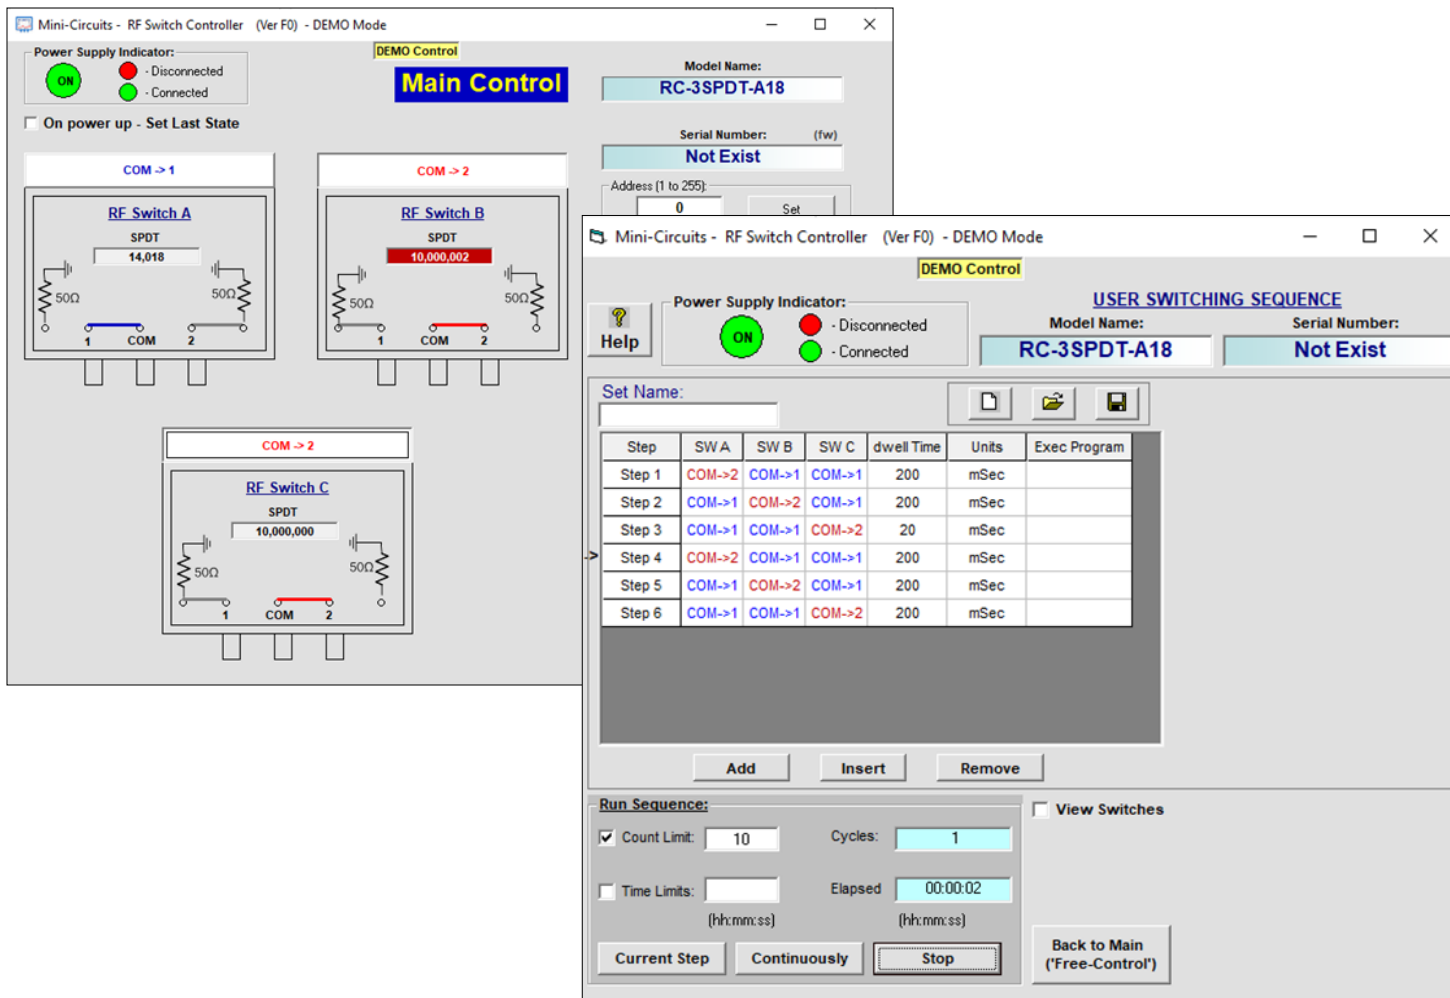 Mini-Circuits - RF Switch Controller (Ver F0) - DEMO Mode
Power Supply Indicator:
ON
- Disconnected
- Connected
DEMO Control
Main Control
Model Name:
RC-3SPDT-A18
On power up - Set Last State
Serial Number: (fw)
Not Exist
Address (1 to 255):
0
Set
COM -> 1
RF Switch A
SPDT
14,018
50Ω
50Ω
1 COM 2
COM -> 2
RF Switch B
SPDT
10,000,002
50Ω
50Ω
1 COM 2
COM -> 2
RF Switch C
SPDT
10,000,000
50Ω
50Ω
1 COM 2
Mini-Circuits - RF Switch Controller (Ver F0) - DEMO Mode
DEMO Control
?
Help
Power Supply Indicator:
ON
- Disconnected
- Connected
USER SWITCHING SEQUENCE
Model Name: Serial Number:
RC-3SPDT-A18 Not Exist
Set Name:
Step SW A SW B SW C dwell Time Units Exec Program
Step 1 COM->2 COM->1 COM->1 200 mSec
Step 2 COM->1 COM->2 COM->1 200 mSec
Step 3 COM->1 COM->1 COM->2 20 mSec
-> Step 4 COM->2 COM->1 COM->1 200 mSec
Step 5 COM->1 COM->2 COM->1 200 mSec
Step 6 COM->1 COM->1 COM->2 200 mSec
Add Insert Remove
Run Sequence:
Count Limit: 10 Cycles: 1
Time Limits: Elapsed 00:00:02
(hh:mm:ss) (hh:mm:ss)
Current Step Continuously Stop
View Switches
Back to Main
('Free-Control')